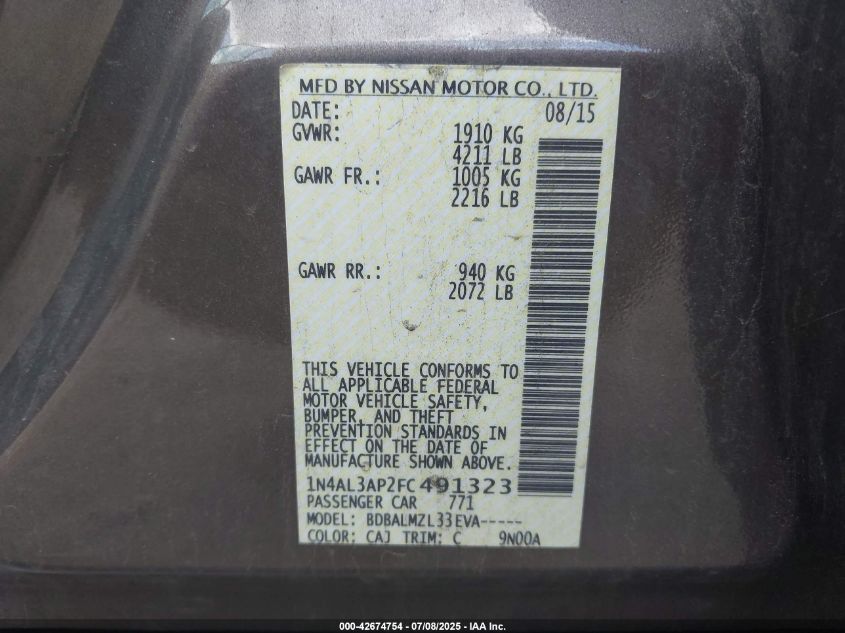 MFD BY NISSAN MOTOR CO., LTD.
DATE: 08/15
GVWR: 1910 KG
4211 LB
GAWR FR.: 1005 KG
2216 LB
GAWR RR.: 940 KG
2072 LB
THIS VEHICLE CONFORMS TO
ALL APPLICABLE FEDERAL
MOTOR VEHICLE SAFETY,
BUMPER, AND THEFT
PREVENTION STANDARDS IN
EFFECT ON THE DATE OF
MANUFACTURE SHOWN ABOVE.
1N4AL3AP2FC491323
PASSENGER CAR 771
MODEL: BDBALMZL33EVA-----
COLOR: CAJ TRIM: C 9N00A
000-42674754 - 07/08/2025 - IAA Inc.